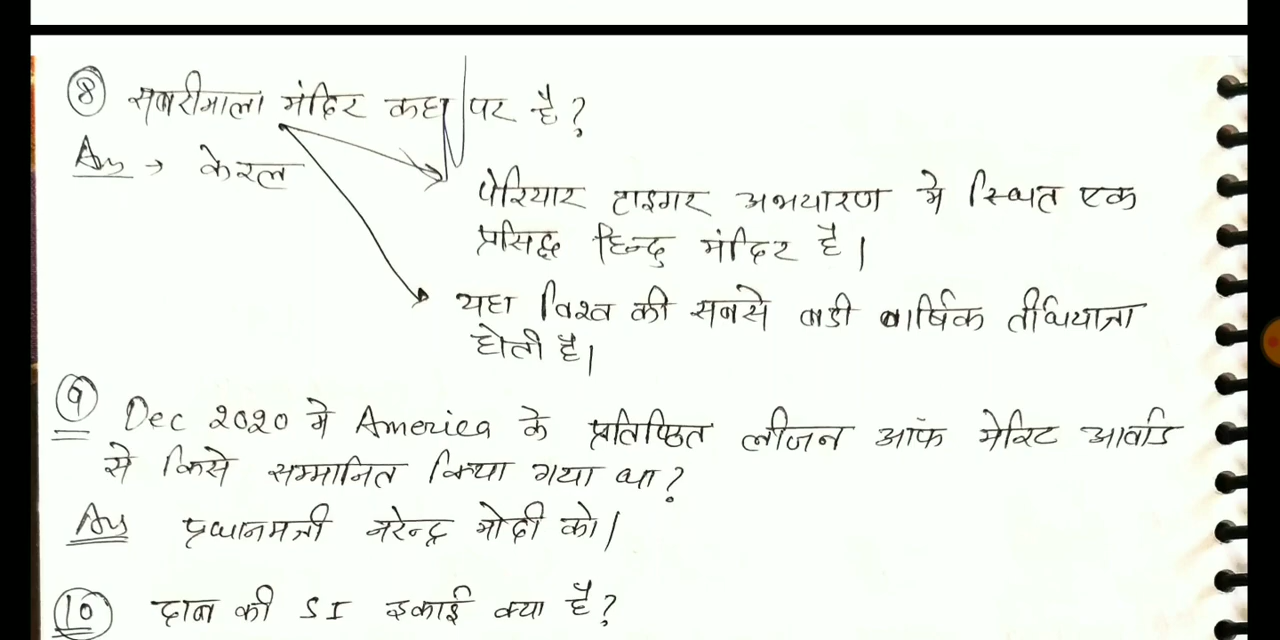 8 सबरीमाला मंदिर कहा पर है?
Ans → केरल
पेरियार टाइगर अभयारण मे स्थित एक
प्रसिद्ध हिन्दु मंदिर है।
यहा विश्व की सबसे बडी वार्षिक तीर्थयात्रा
होती है।
9 Dec 2020 मे America के प्रतिष्ठित लीजन ऑफ मेरिट आवार्ड
से किसे सम्मानित किया गया था?
Ans प्रधानमंत्री नरेन्द्र मोदी को।
10 दाब की SI इकाई क्या है?